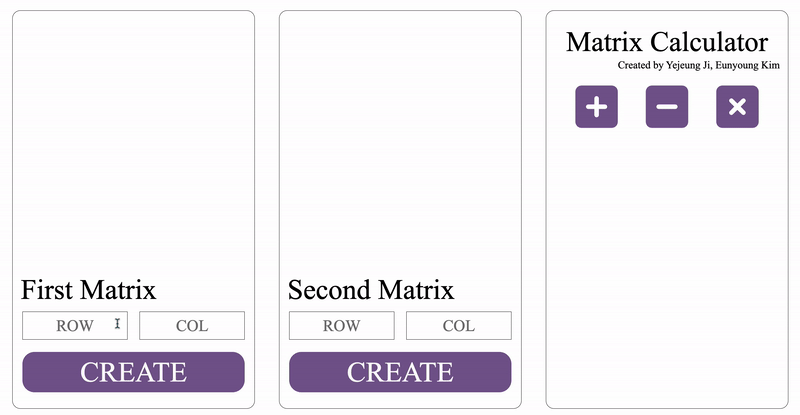 First Matrix
ROW
COL
CREATE
Second Matrix
ROW
COL
CREATE
Matrix Calculator
Created by Yejeung Ji, Eunyoung Kim